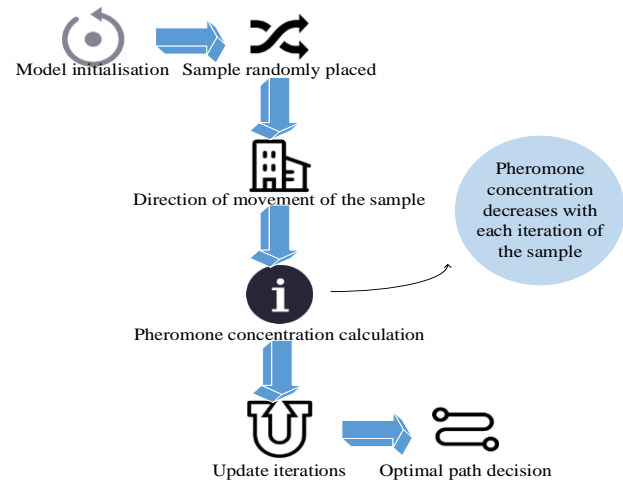 Model initialisation
Sample randomly placed
Direction of movement of the sample
Pheromone
concentration
decreases with
each iteration of
the sample
i
Pheromone concentration calculation
Update iterations
Optimal path decision